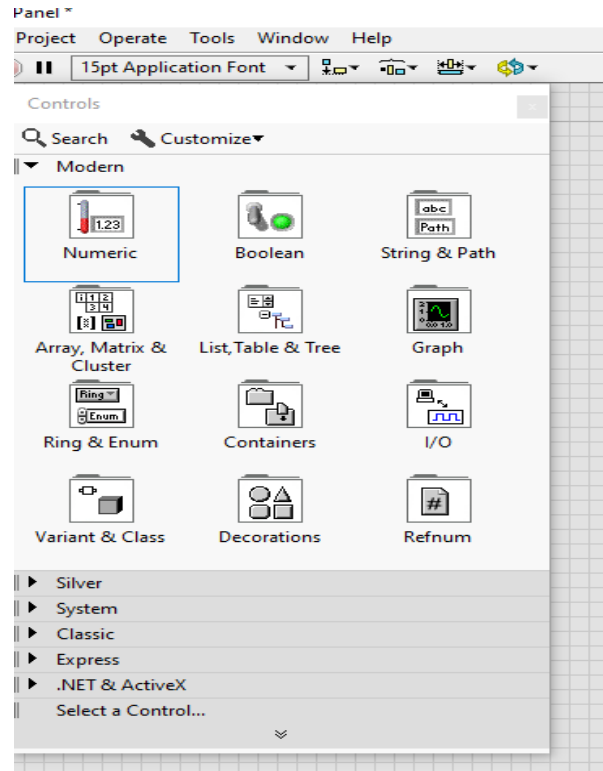 Panel *
Project Operate Tools Window Help
15pt Application Font
Controls
Search Customize
Modern
1.23 abc Path
Numeric Boolean String & Path
Array, Matrix & Cluster List, Table & Tree Graph
Ring Enum
Ring & Enum Containers I/O
#
Variant & Class Decorations Refnum
Silver
System
Classic
Express
.NET & ActiveX
Select a Control...